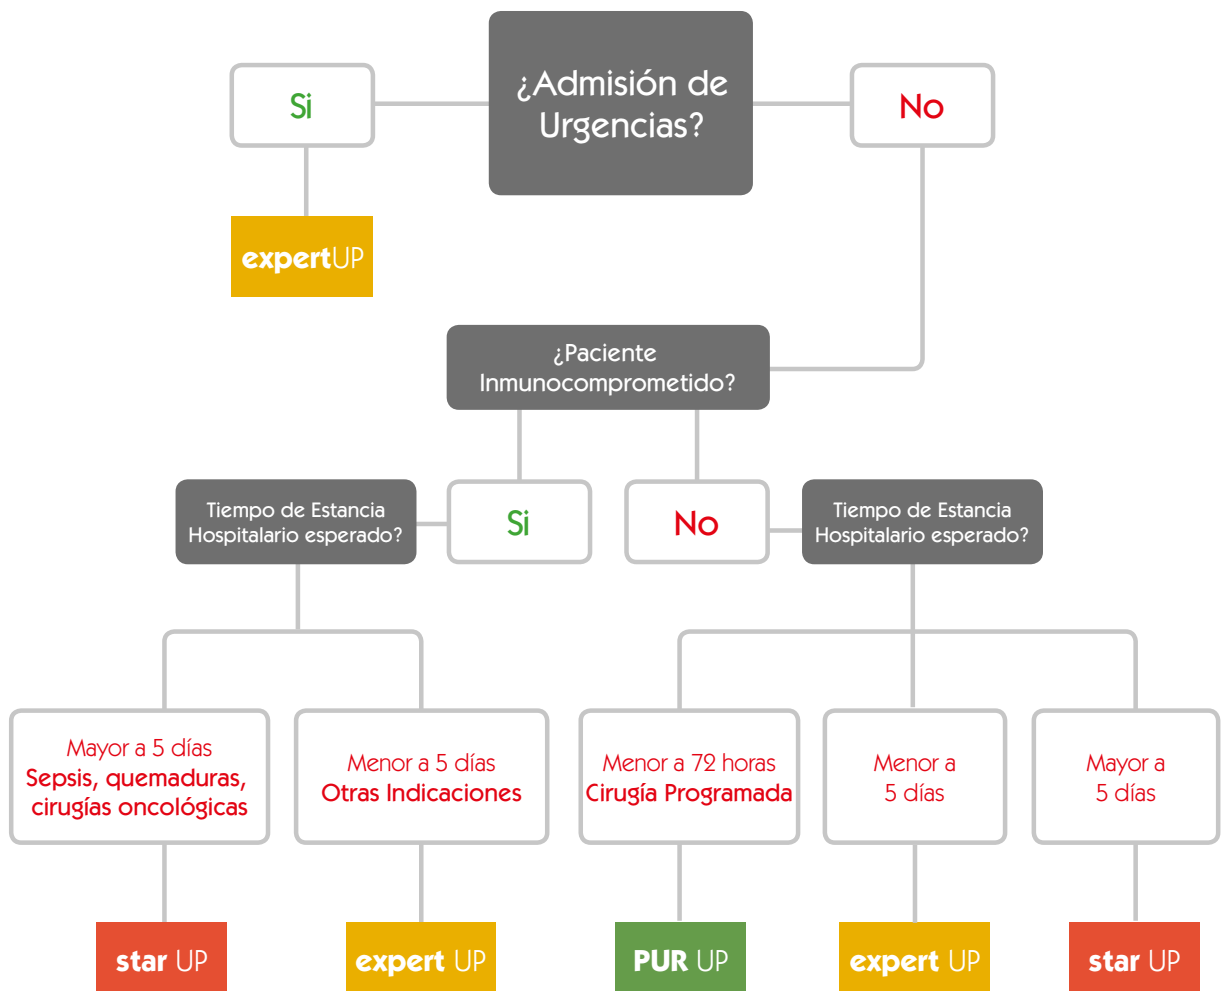 ¿Admisión de
Urgencias?
Si
No
expertUP
¿Paciente
Inmunocomprometido?
Tiempo de Estancia
Hospitalario esperado?
Si
No
Tiempo de Estancia
Hospitalario esperado?
Mayor a 5 días
Sepsis, quemaduras,
cirugías oncológicas
Menor a 5 días
Otras Indicaciones
Menor a 72 horas
Cirugía Programada
Menor a
5 días
Mayor a
5 días
star UP
expert UP
PUR UP
expert UP
star UP